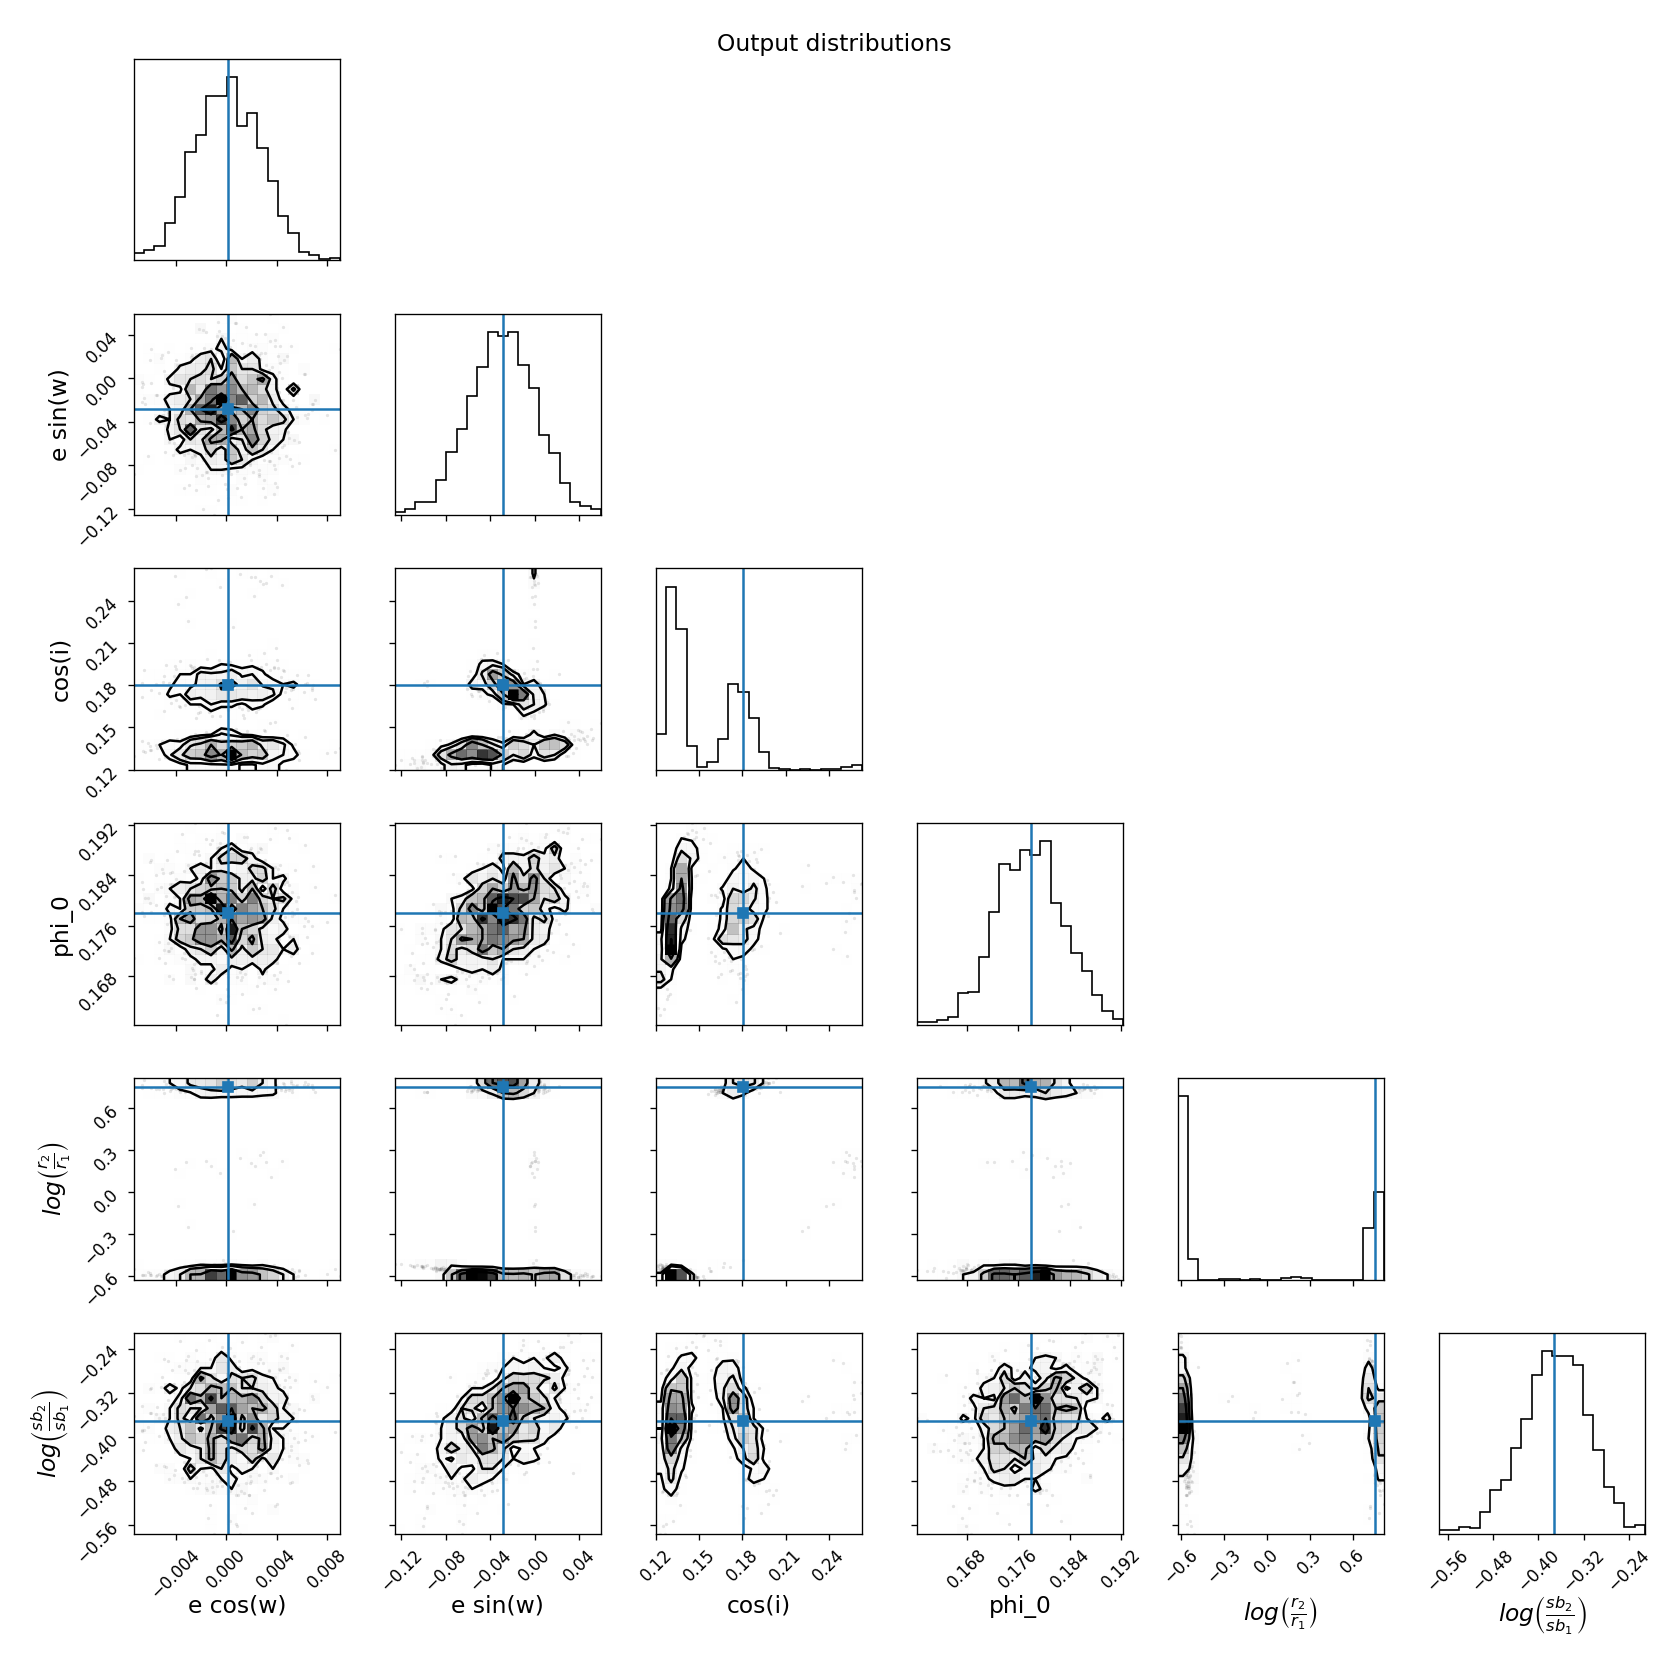 Output distributions
e sin(w)
0.04
0.00
−0.04
−0.08
−0.12
cos(i)
0.24
0.21
0.18
0.15
0.12
phi_0
0.192
0.184
0.176
0.168
log(r2/r1)
0.6
0.3
0.0
−0.3
−0.6
log(sb2/sb1)
−0.24
−0.32
−0.40
−0.48
−0.56
−0.004 0.000 0.004 0.008
−0.12 −0.08 −0.04 0.00 0.04
0.12 0.15 0.18 0.21 0.24
0.168 0.176 0.184 0.192
−0.6 −0.3 0.0 0.3 0.6
−0.56 −0.48 −0.40 −0.32 −0.24
e cos(w) e sin(w) cos(i) phi_0 log(r2/r1) log(sb2/sb1)